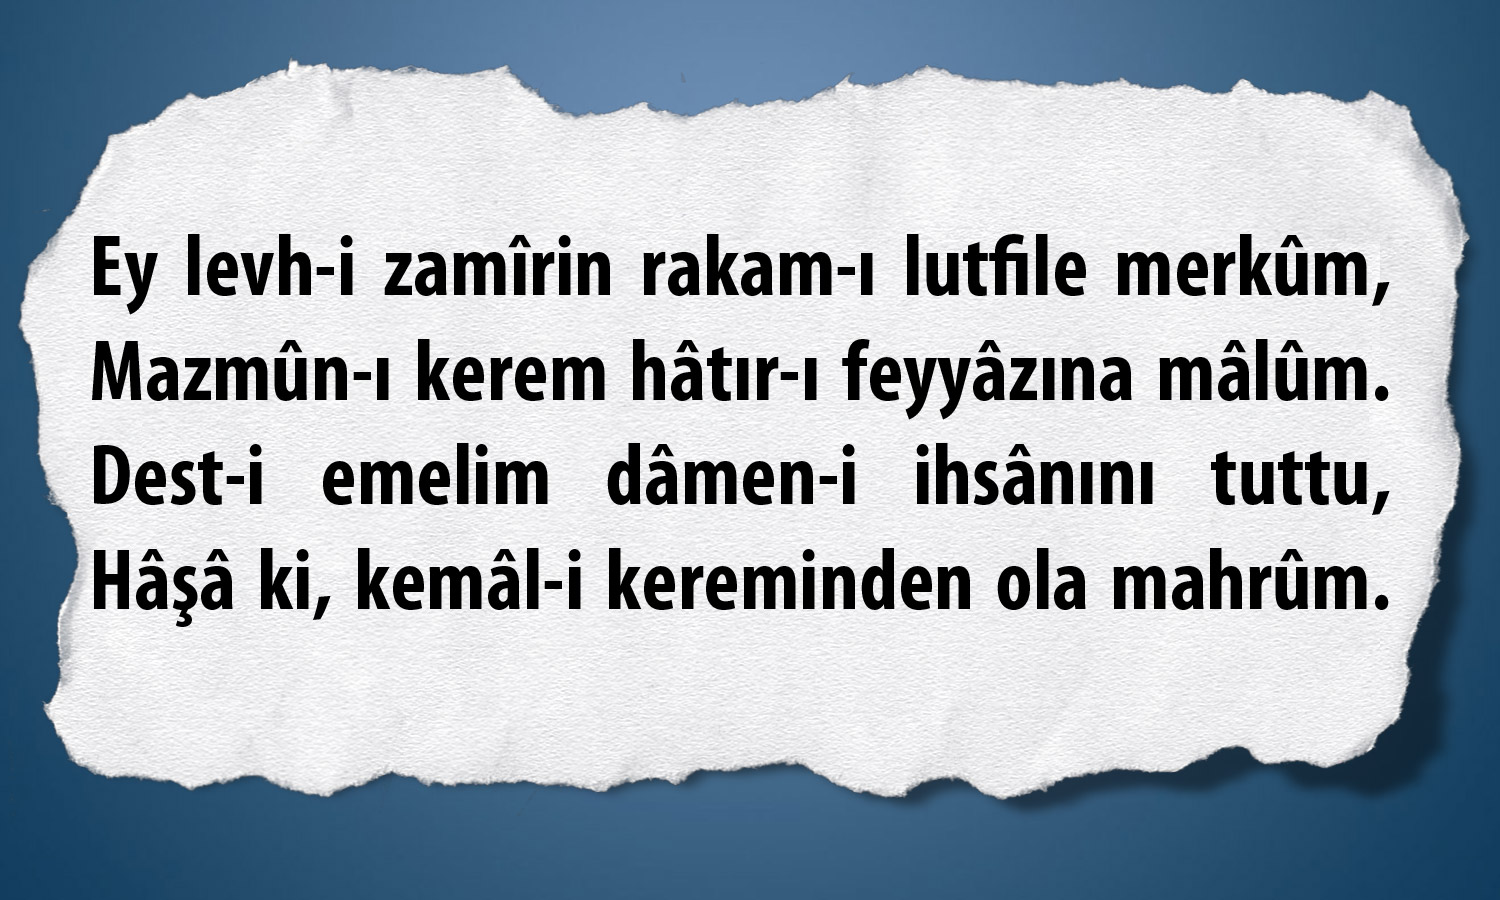 Ey levh-i zamîrin rakam-ı lutfile merkûm,
Mazmûn-ı kerem hâtır-ı feyyâzına mâlûm.
Dest-i emelim dâmen-i ihsânını tuttu,
Hâşâ ki, kemâl-i kereminden ola mahrûm.